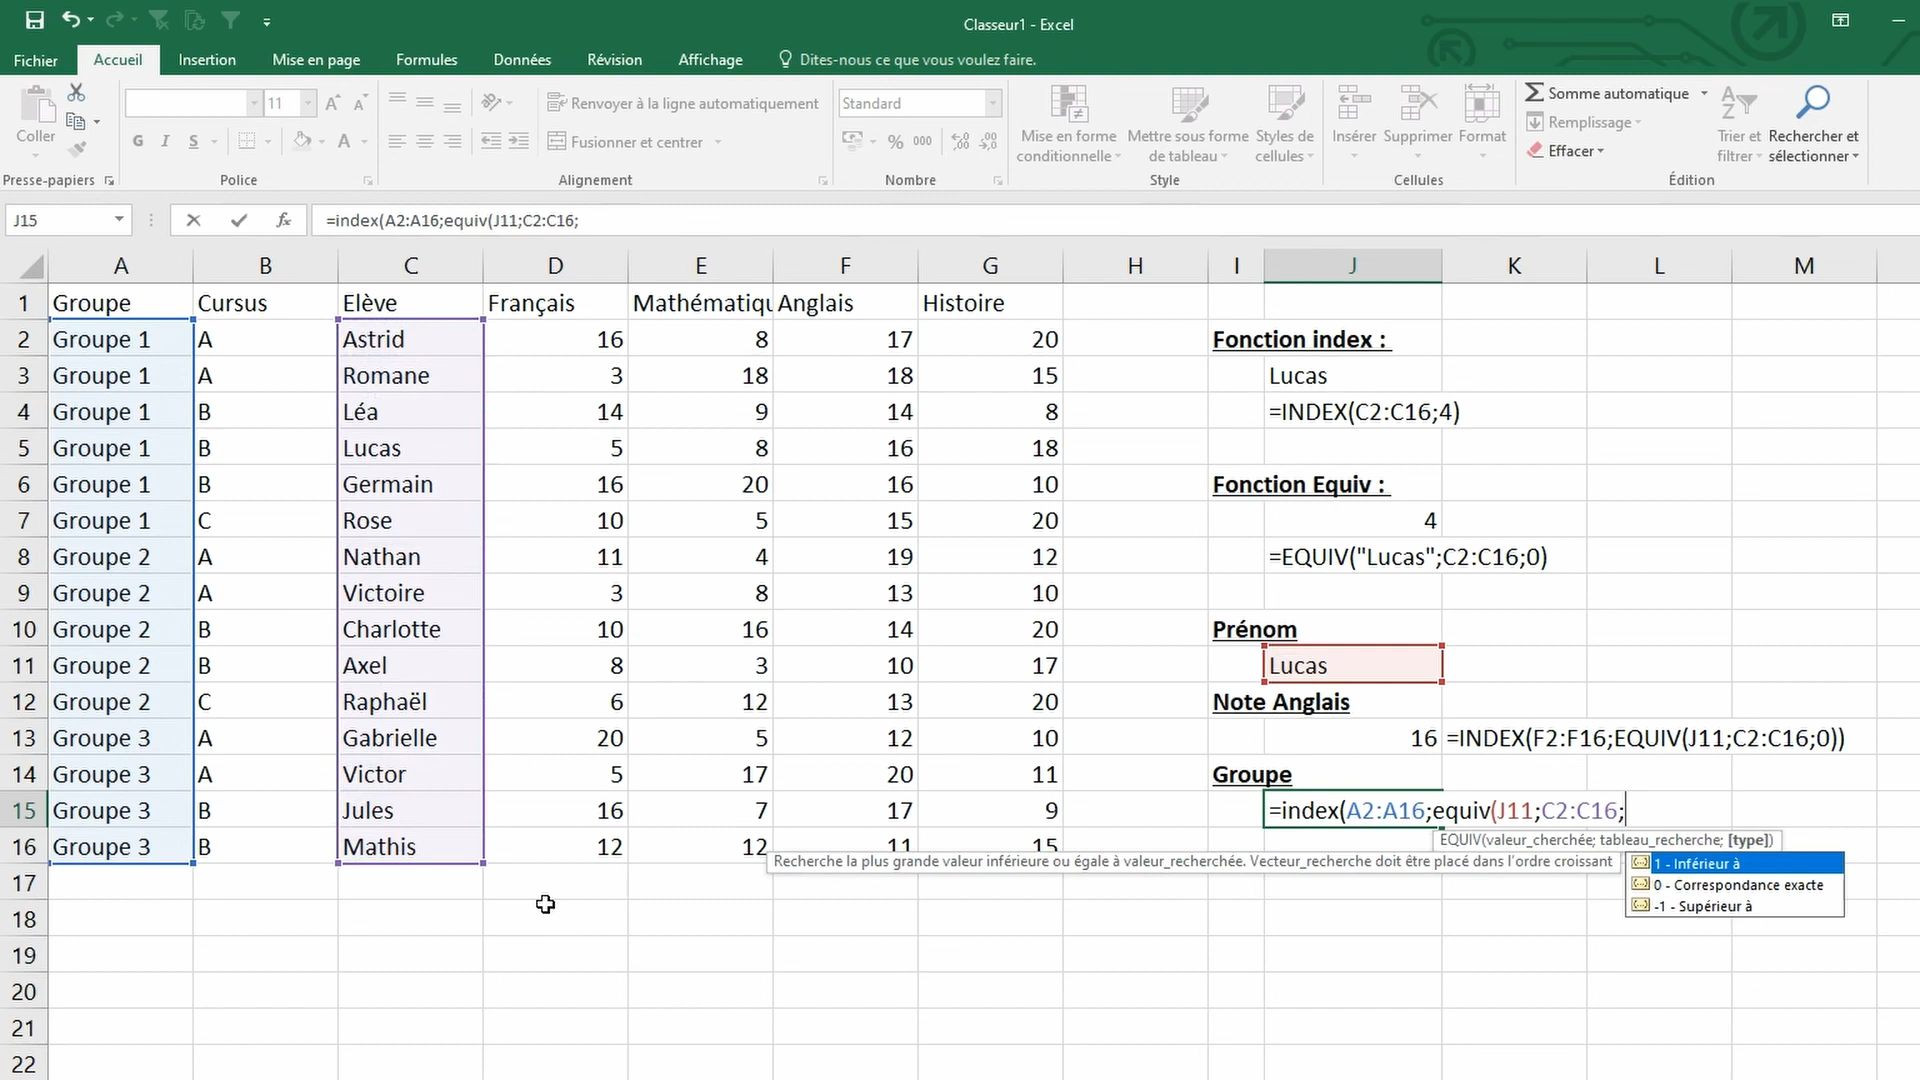 Classeur1 - Excel
Fichier Accueil Insertion Mise en page Formules Données Révision Affichage Dites-nous ce que vous voulez faire.
Coller
Presse-papiers
11
G I S
A
Police
Renvoyer à la ligne automatiquement
Fusionner et centrer
Alignement
Standard
% 000
Nombre
Mise en forme conditionnelle
Mettre sous forme de tableau
Styles de cellules
Style
Insérer Supprimer Format
Cellules
Somme automatique
Remplissage
Effacer
Trier et filtrer
Rechercher et sélectionner
Édition
J15 fx =index(A2:A16;equiv(J11;C2:C16;
A B C D E F G H I J K L M
1 Groupe Cursus Elève Français Mathématiqu Anglais Histoire
2 Groupe 1 A Astrid 16 8 17 20 Fonction index :
3 Groupe 1 A Romane 3 18 18 15 Lucas
4 Groupe 1 B Léa 14 9 14 8 =INDEX(C2:C16;4)
5 Groupe 1 B Lucas 5 8 16 18
6 Groupe 1 B Germain 16 20 16 10 Fonction Equiv :
7 Groupe 1 C Rose 10 5 15 20 4
8 Groupe 2 A Nathan 11 4 19 12 =EQUIV("Lucas";C2:C16;0)
9 Groupe 2 A Victoire 3 8 13 10
10 Groupe 2 B Charlotte 10 16 14 20 Prénom
11 Groupe 2 B Axel 8 3 10 17 Lucas
12 Groupe 2 C Raphaël 6 12 13 20 Note Anglais
13 Groupe 3 A Gabrielle 20 5 12 10 16 =INDEX(F2:F16;EQUIV(J11;C2:C16;0))
14 Groupe 3 A Victor 5 17 20 11 Groupe
15 Groupe 3 B Jules 16 7 17 9 =index(A2:A16;equiv(J11;C2:C16;
EQUIV(valeur_cherchée; tableau_recherche; [type])
16 Groupe 3 B Mathis 12 12 11 15
Recherche la plus grande valeur inférieure ou égale à valeur_recherchée. Vecteur_recherche doit être placé dans l'ordre croissant
1 - Inférieur à
0 - Correspondance exacte
-1 - Supérieur à
17
18
19
20
21
22